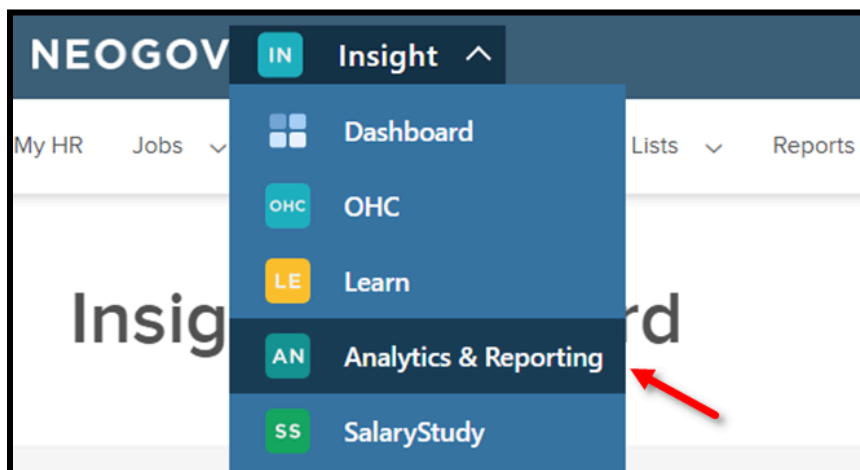 NEOGOV IN Insight
My HR Jobs Lists Reports
Dashboard
OHC OHC
LE Learn
Insig rd
AN Analytics & Reporting
SS SalaryStudy